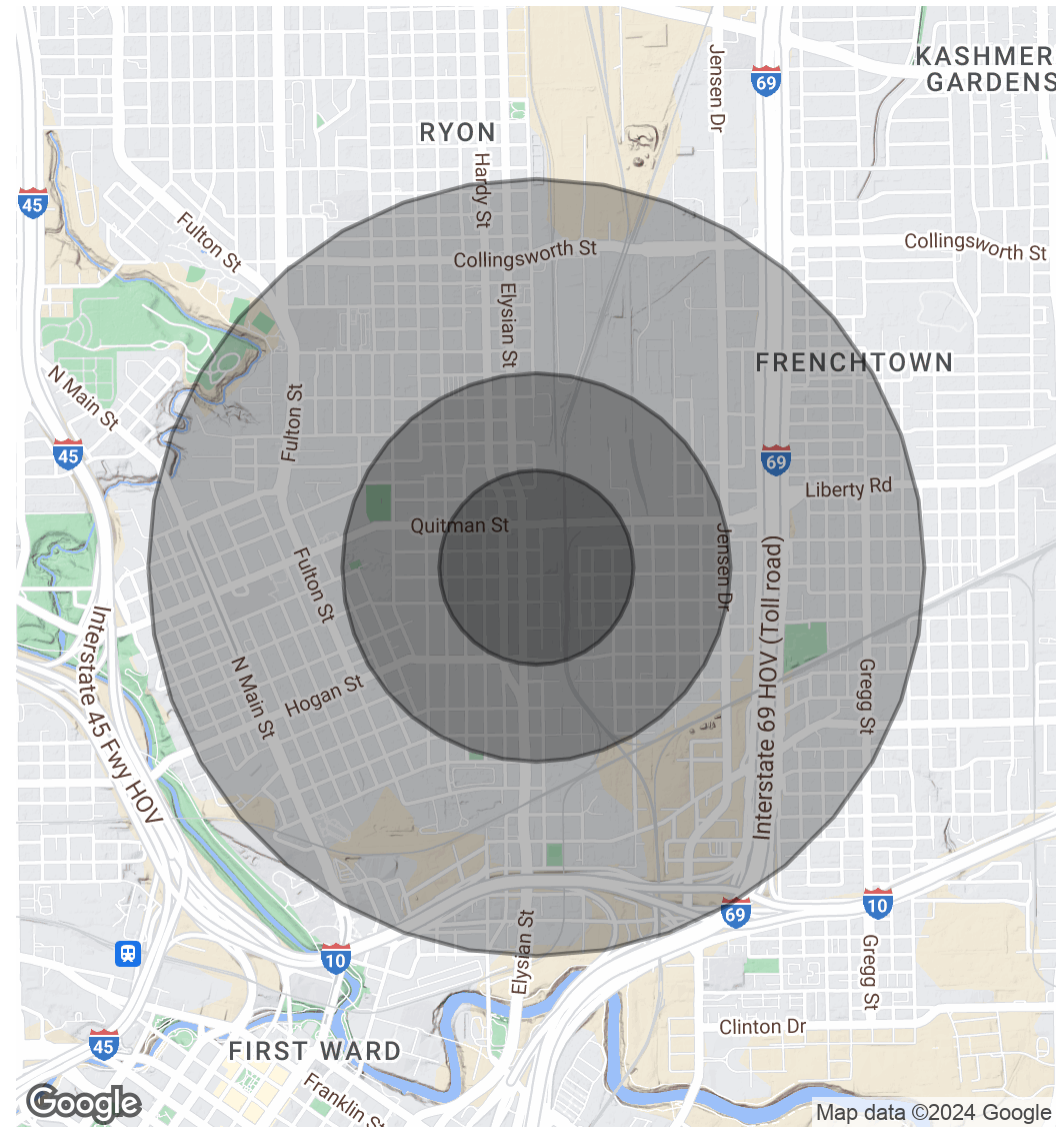 KASHMER
GARDENS
69
Jensen Dr
RYON
Hardy St
45
Fulton St
Collingsworth St
Collingsworth St
Elysian St
FRENCHTOWN
N Main St
Fulton St
45
69
Liberty Rd
Quitman St
Jensen Dr
Fulton St
Interstate 69 HOV (Toll road)
Interstate 45 Fwy HOV
N Main St
Hogan St
Gregg St
69
10
Elysian St
10
Gregg St
Clinton Dr
45
FIRST WARD
Franklin St
Google
Map data ©2024 Google